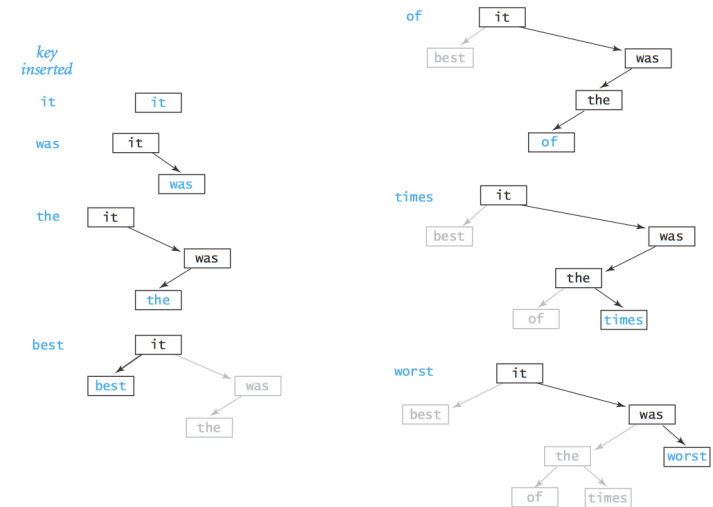 key
inserted
it
it
was
it
was
the
it
was
the
best
it
best
was
the
of
it
best
was
the
of
times
it
best
was
the
of
times
worst
it
best
was
the
worst
of
times